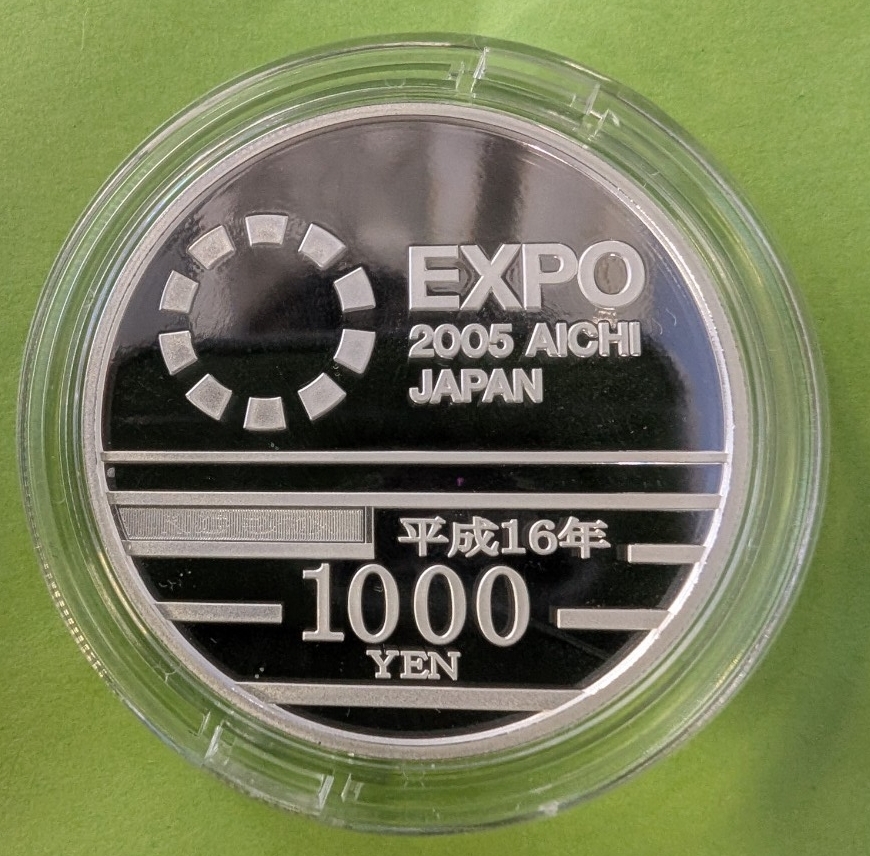 EXPO
2005 AICHI
JAPAN
平成16年
1000
YEN